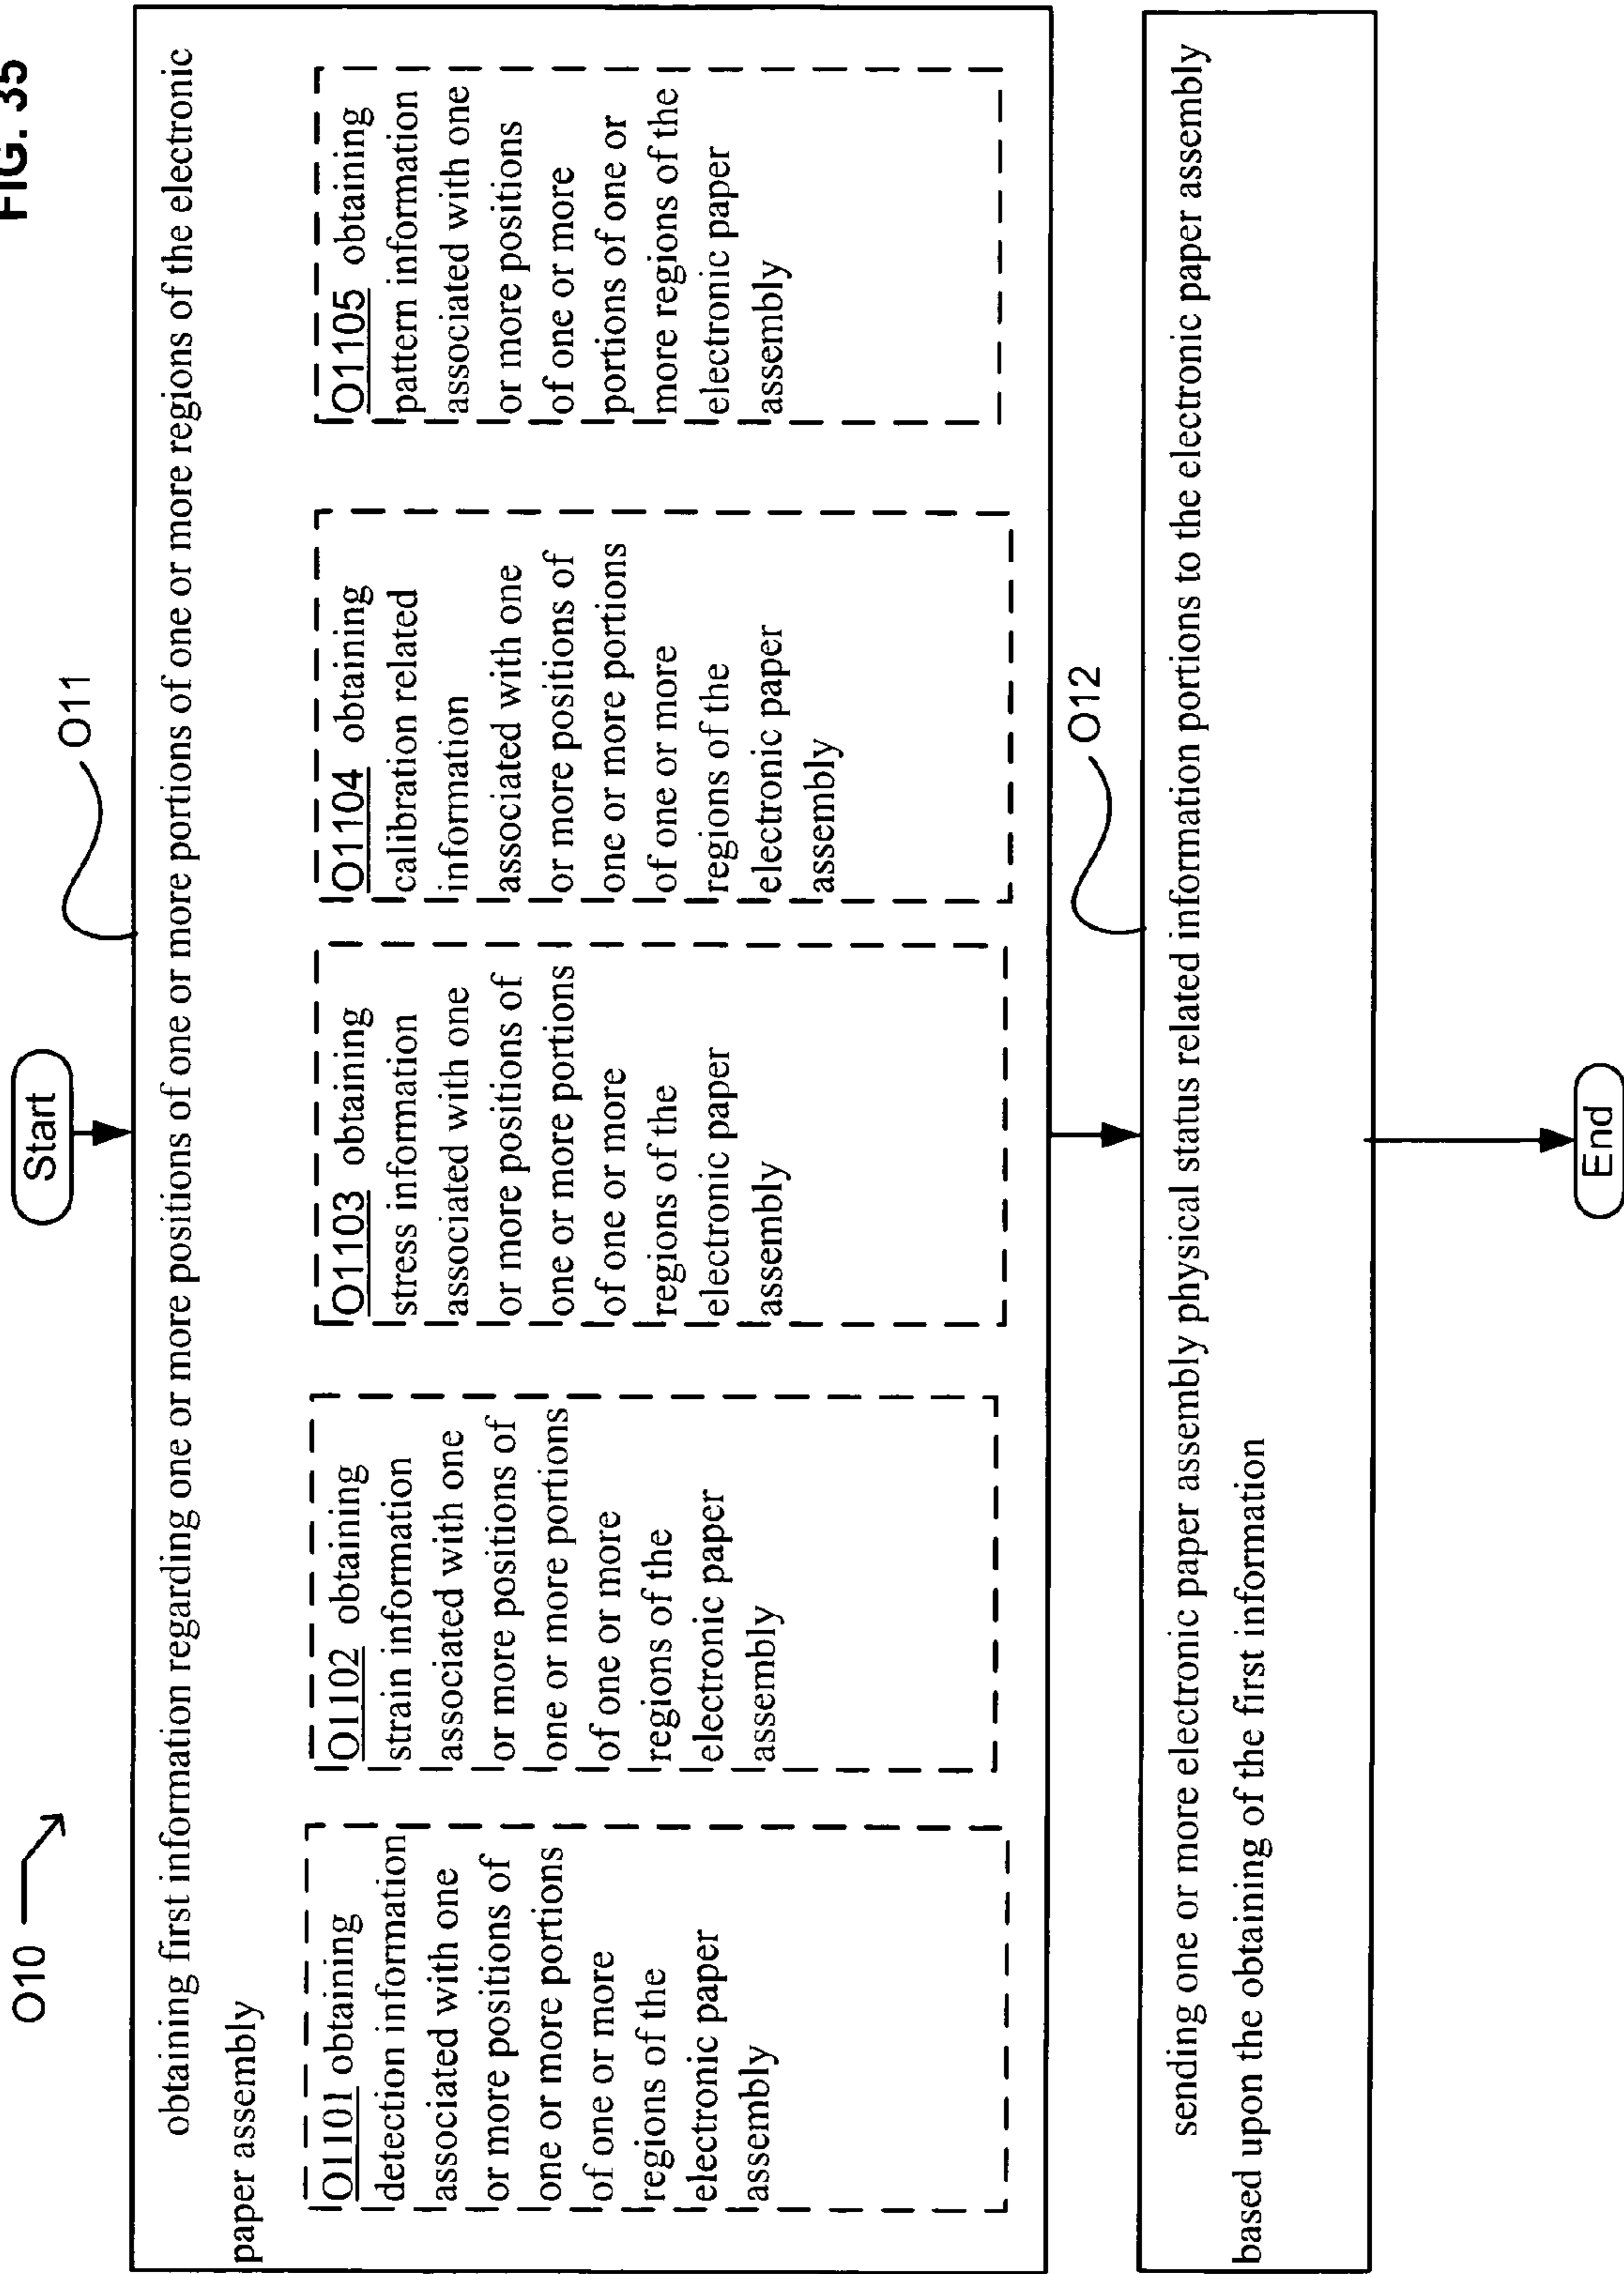 FIG. 35
O10
Start
O11
obtaining first information regarding one or more positions of one or more portions of one or more regions of the electronic
paper assembly
O1101 obtaining
detection information
associated with one
or more positions of
one or more portions
of one or more
regions of the
electronic paper
assembly
O1102 obtaining
strain information
associated with one
or more positions of
one or more portions
of one or more
regions of the
electronic paper
assembly
O1103 obtaining
stress information
associated with one
or more positions of
one or more portions
of one or more
regions of the
electronic paper
assembly
O1104 obtaining
calibration related
information
associated with one
or more positions of
one or more portions
of one or more
regions of the
electronic paper
assembly
O1105 obtaining
pattern information
associated with one
or more positions
of one or more
portions of one or
more regions of the
electronic paper
assembly
O12
sending one or more electronic paper assembly physical status related information portions to the electronic paper assembly
based upon the obtaining of the first information
End